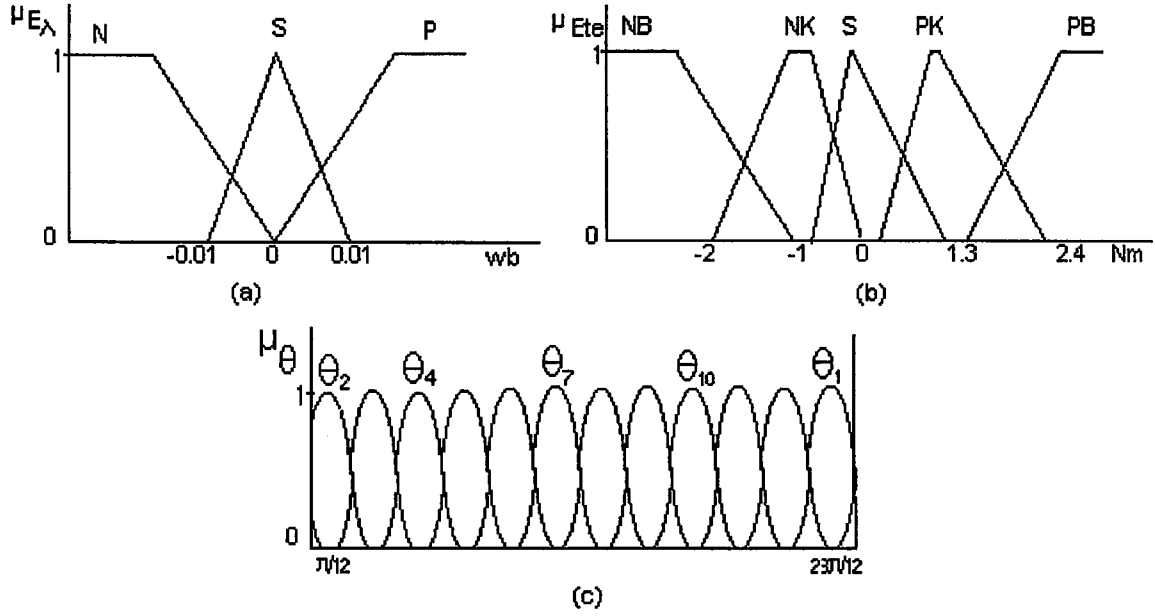 μEλ N S P
1
0
-0.01 0 0.01 wb
(a)
μEte NB NK S PK PB
1
0
-2 -1 0 1.3 2.4 Nm
(b)
μθ θ2 θ4 θ7 θ10 θ1
1
0
π/12 23π/12
(c)